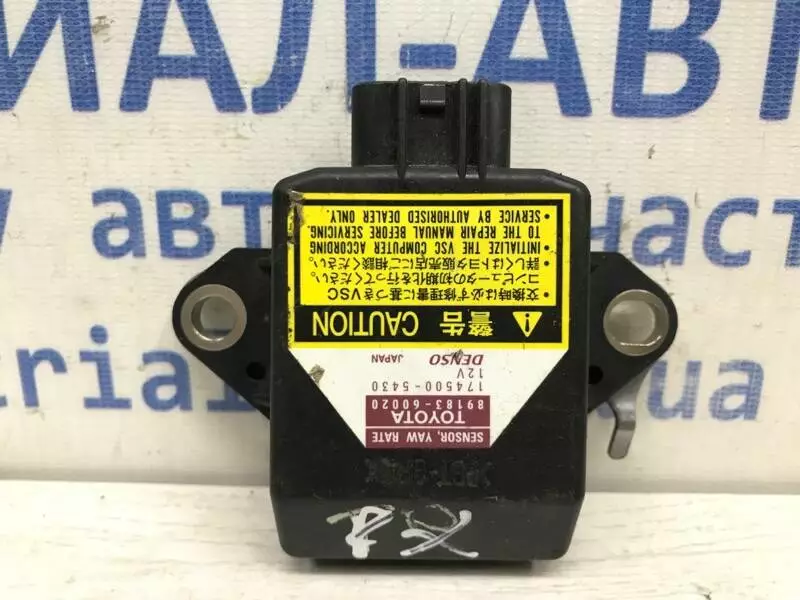 ИАЛ-АВТ
авт
trial
ua
SENSOR, YAW RATE
TOYOTA
89183-60020
174500-5430
12V
DENSO JAPAN
警告 CAUTION
• 交換時は必ず修理書に基づきVSC
コンピュータの初期化を行ってください。
• 詳しくはトヨタ販売店にご相談ください。
• INITIALIZE THE VSC COMPUTER ACCORDING
TO THE REPAIR MANUAL BEFORE SERVICING.
• SERVICE BY AUTHORISED DEALER ONLY.